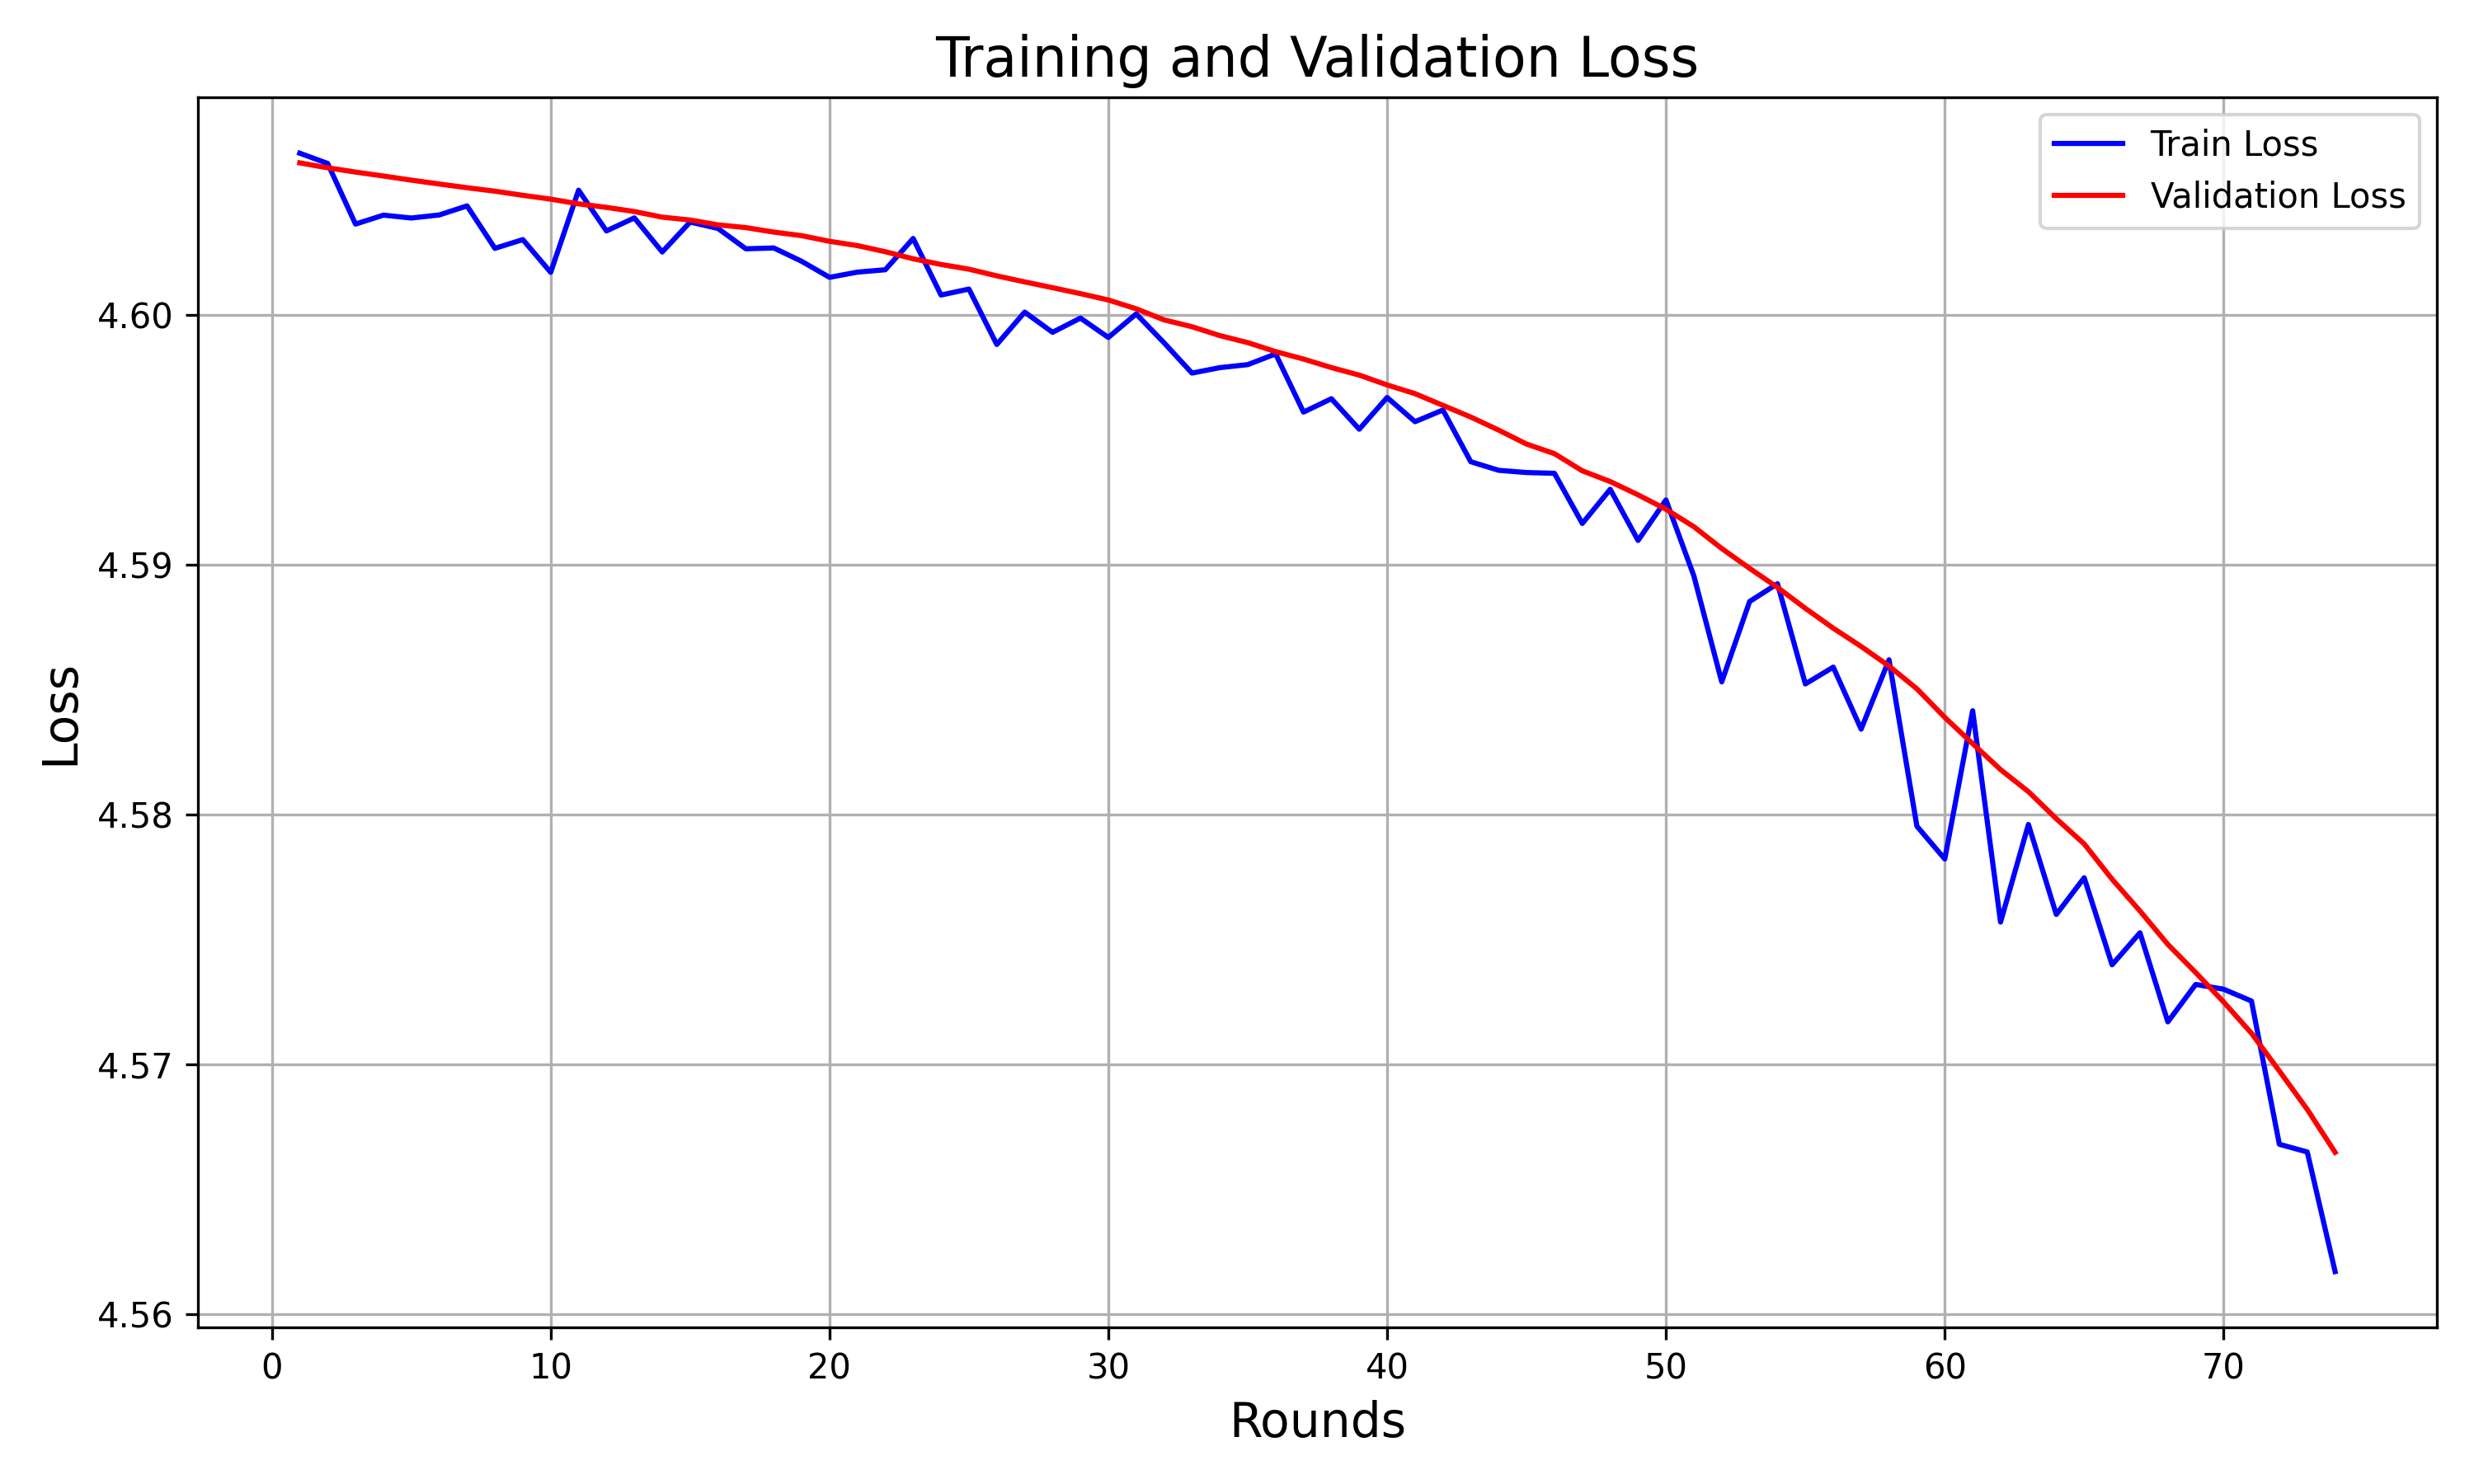 Training and Validation Loss
Train Loss
Validation Loss
4.60
4.59
4.58
4.57
4.56
Loss
0 10 20 30 40 50 60 70
Rounds